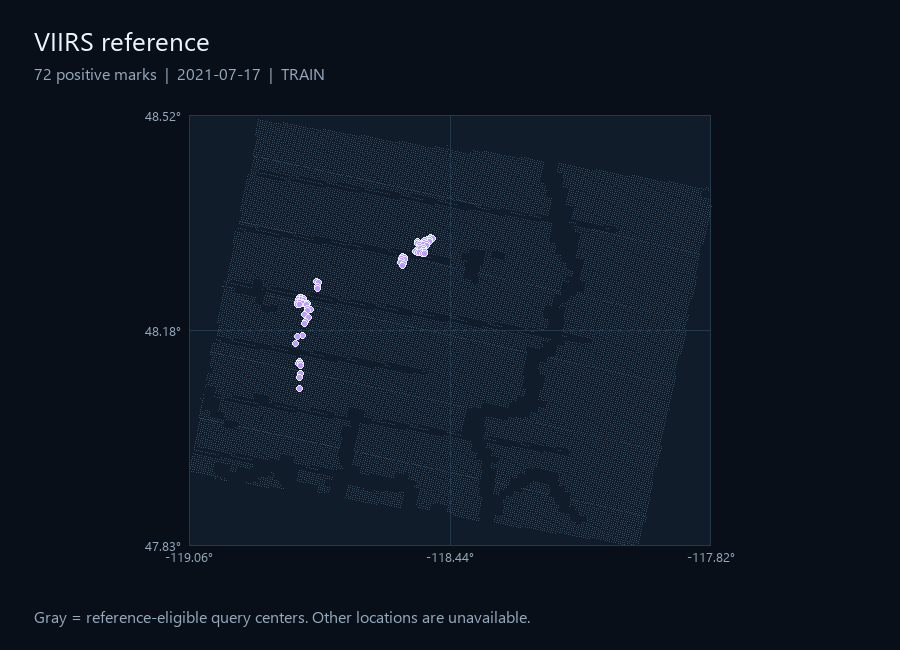 VIIRS reference
72 positive marks | 2021-07-17 | TRAIN
48.52°
48.18°
47.83°
-119.06°
-118.44°
-117.82°
Gray = reference-eligible query centers. Other locations are unavailable.